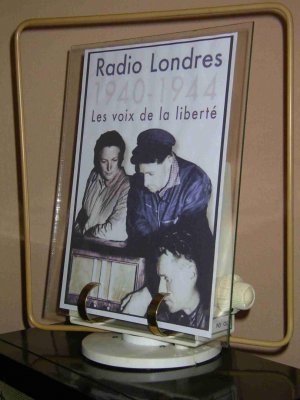 Radio Londres
1940-1944
Les voix de la liberté